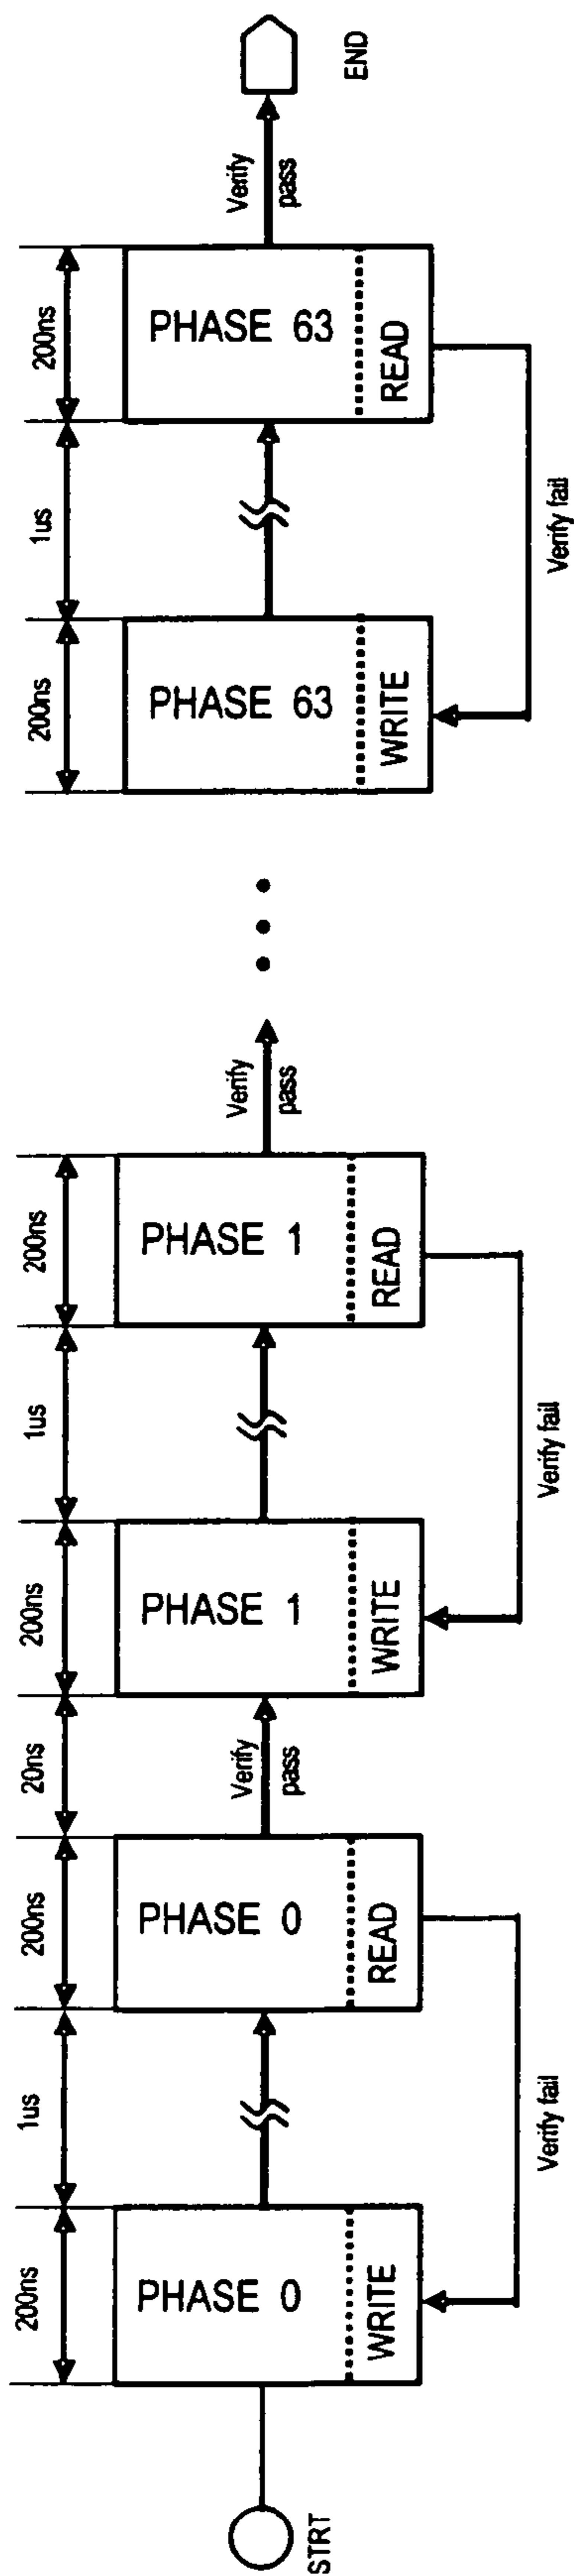 STRT
200ns
1us
200ns
20ns
200ns
1us
200ns
200ns
1us
200ns
PHASE 0
WRITE
PHASE 0
READ
Verify
pass
PHASE 1
WRITE
PHASE 1
READ
Verify
pass
PHASE 63
WRITE
PHASE 63
READ
Verify
pass
END
Verify fail
Verify fail
Verify fail